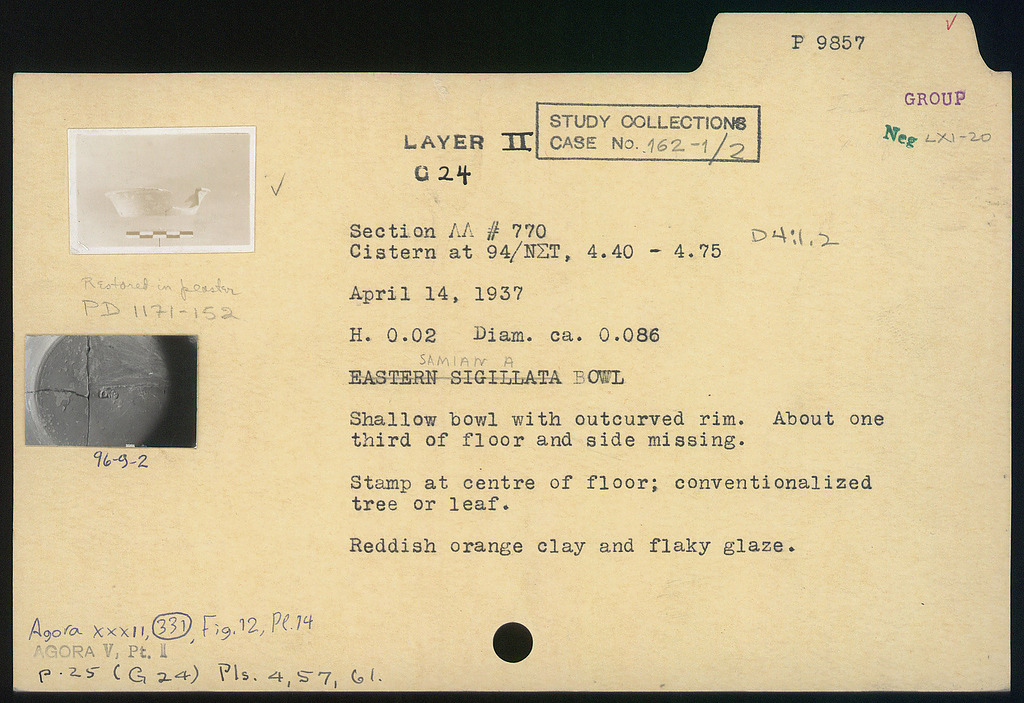 P 9857
GROUP
Neg LXI-20
STUDY COLLECTIONS
CASE No. 162-1/2
LAYER II
G 24
Section ΛΛ # 770
Cistern at 94/ΝΣΤ, 4.40 - 4.75
D4:1.2
April 14, 1937
Restored in plaster
PD 1171-152
H. 0.02 Diam. ca. 0.086
SAMIAN A
EASTERN SIGILLATA BOWL
Shallow bowl with outcurved rim. About one
third of floor and side missing.
96-9-2
Stamp at centre of floor; conventionalized
tree or leaf.
Reddish orange clay and flaky glaze.
Agora XXXII, 331, Fig. 12, Pl. 14
AGORA V, Pt. I
P. 25 (G 24) Pls. 4, 57, 61.